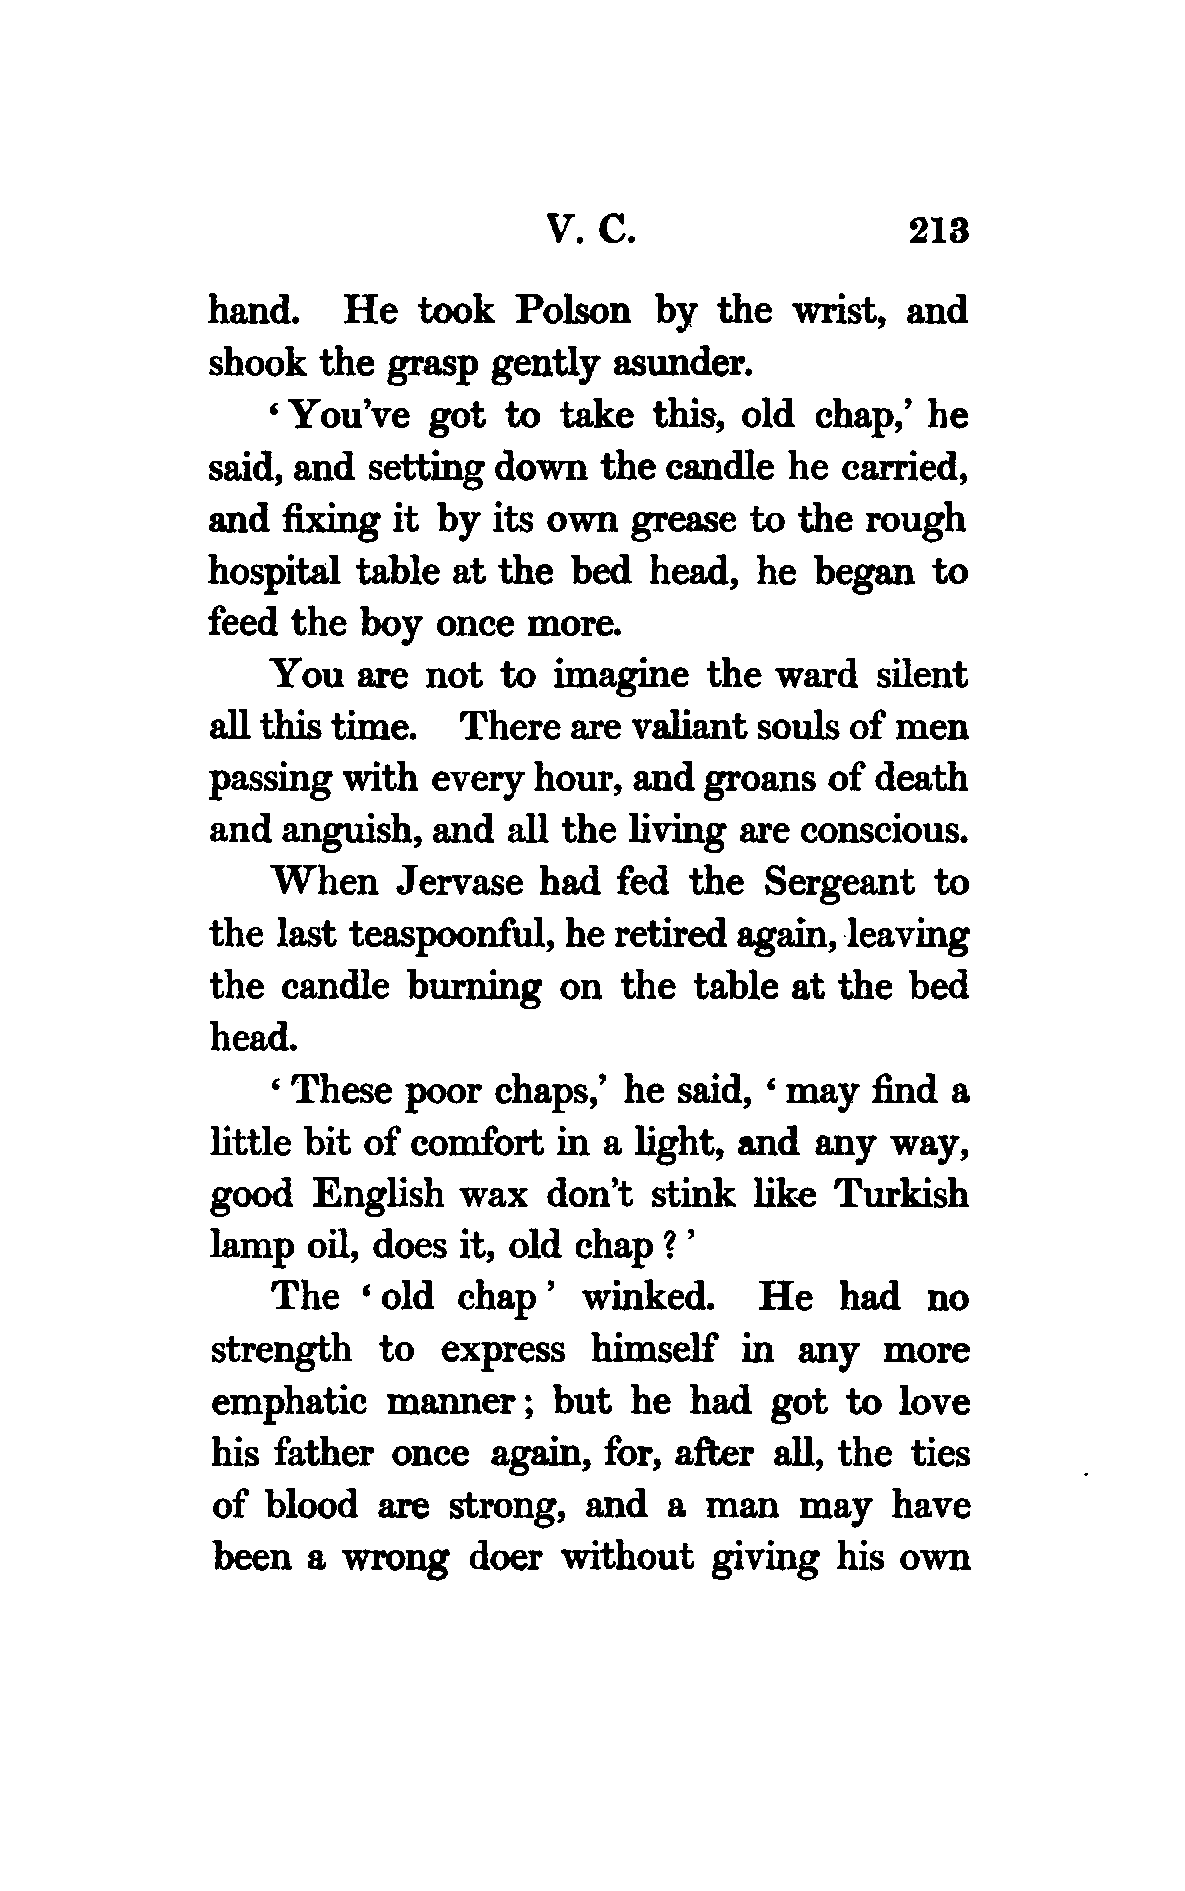 V. C. 213
hand. He took Polson by the wrist, and
shook the grasp gently asunder.
‘ You’ve got to take this, old chap,’ he
said, and setting down the candle he carried,
and fixing it by its own grease to the rough
hospital table at the bed head, he began to
feed the boy once more.
You are not to imagine the ward silent
all this time. There are valiant souls of men
passing with every hour, and groans of death
and anguish, and all the living are conscious.
When Jervase had fed the Sergeant to
the last teaspoonful, he retired again, leaving
the candle burning on the table at the bed
head.
‘ These poor chaps,’ he said, ‘ may find a
little bit of comfort in a light, and any way,
good English wax don’t stink like Turkish
lamp oil, does it, old chap ? ’
The ‘ old chap ’ winked. He had no
strength to express himself in any more
emphatic manner ; but he had got to love
his father once again, for, after all, the ties
of blood are strong, and a man may have
been a wrong doer without giving his own